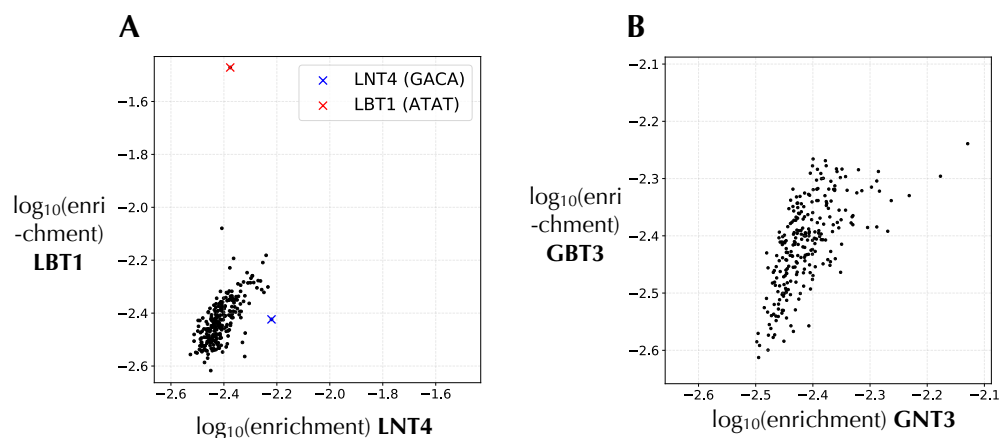 A
−1.6
−1.8
−2.0
−2.2
−2.4
−2.6
LNT4 (GACA)
LBT1 (ATAT)
log₁₀(enri
-chment)
LBT1
−2.6 −2.4 −2.2 −2.0 −1.8 −1.6
log₁₀(enrichment) LNT4
B
−2.1
−2.2
−2.3
−2.4
−2.5
−2.6
log₁₀(enri
-chment)
GBT3
−2.6 −2.5 −2.4 −2.3 −2.2 −2.1
log₁₀(enrichment) GNT3